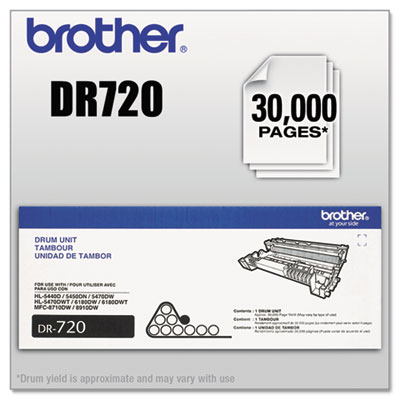 brother®
DR720
30,000
PAGES*
DRUM UNIT
TAMBOUR
UNIDAD DE TAMBOR
FOR USE WITH / POUR UTILISER AVEC
PARA USO CON
HL-5440D / 5450DN / 5470DW
HL-5470DWT / 6180DW / 6180DWT
MFC-8710DW / 8910DW
DR-720
brother®
at your side
Contents : 1 DRUM UNIT
Contenu : 1 TAMBOUR
Contenido : 1 UNIDAD DE TAMBOR
*Drum yield is approximate and may vary with use